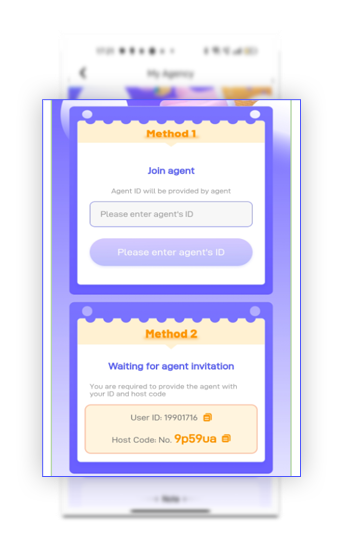 My Agency
Method 1
Join agent
Agent ID will be provided by agent
Please enter agent's ID
Please enter agent's ID
Method 2
Waiting for agent invitation
You are required to provide the agent with
your ID and host code
User ID: 19901716
Host Code: No. 9p59ua
Note